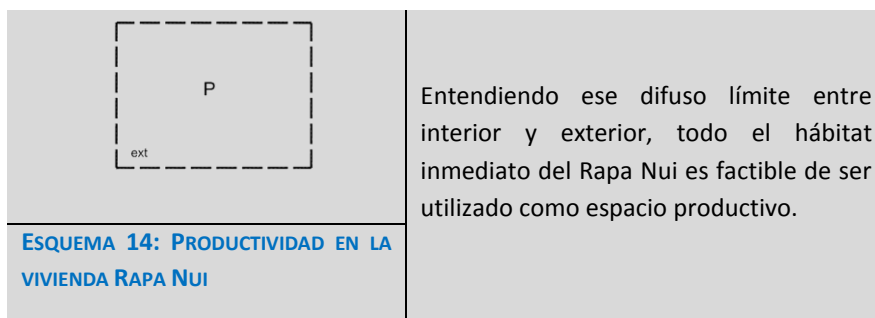 P
ext
ESQUEMA 14: PRODUCTIVIDAD EN LA
VIVIENDA RAPA NUI
Entendiendo ese difuso límite entre
interior y exterior, todo el hábitat
inmediato del Rapa Nui es factible de ser
utilizado como espacio productivo.